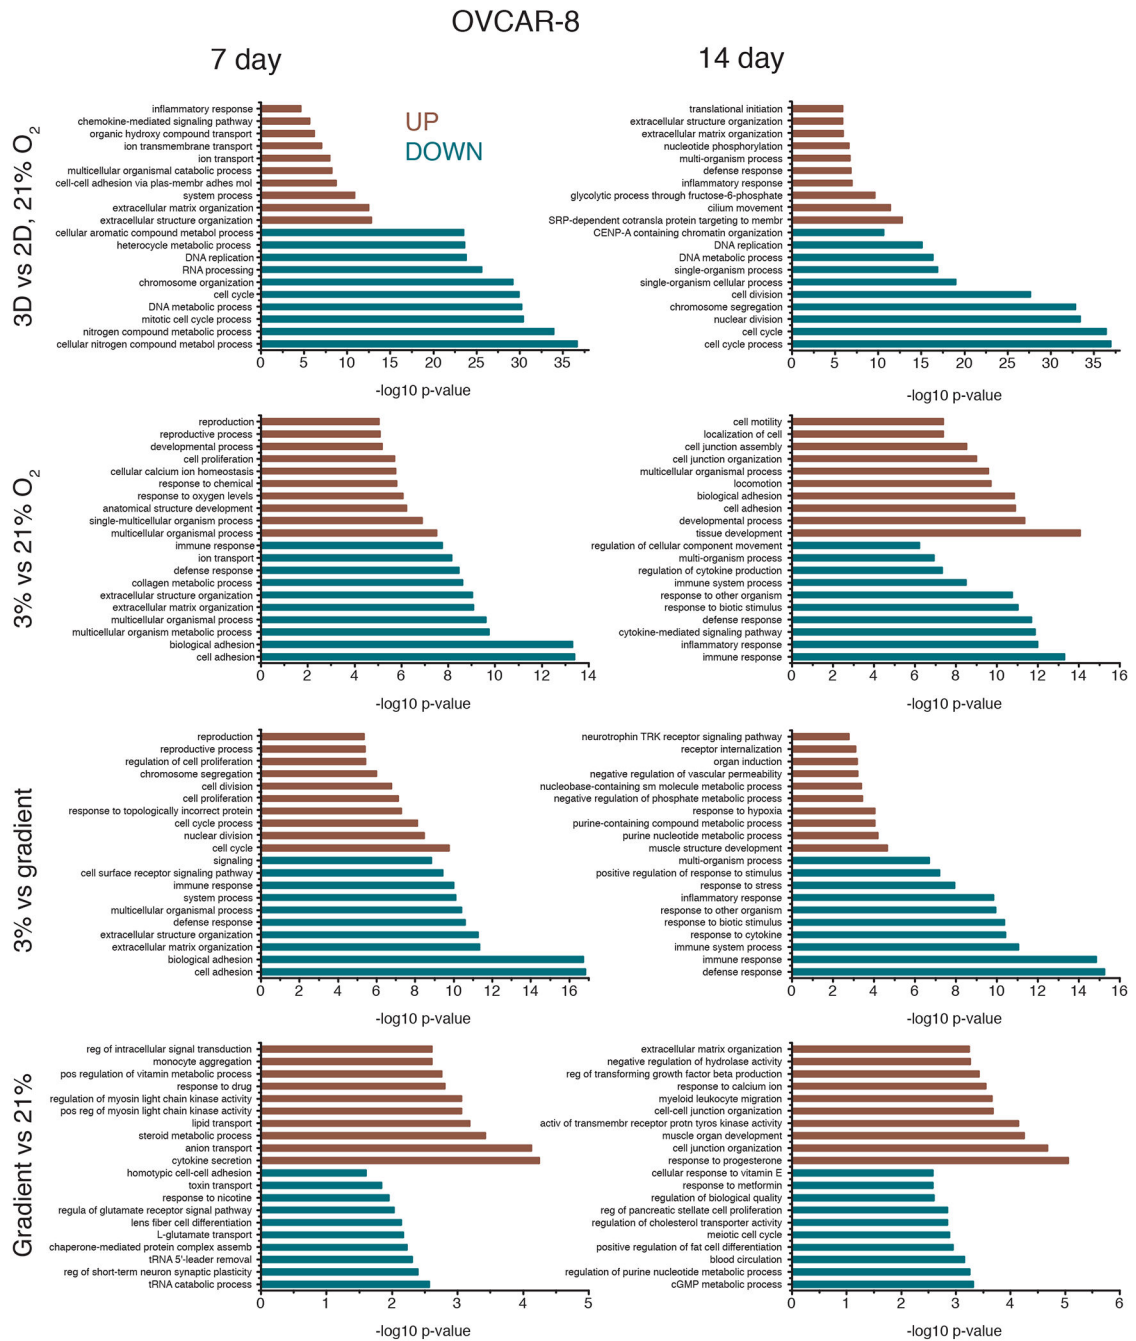 OVCAR-8
7 day
14 day
UP
DOWN
3D vs 2D, 21% O2
inflammatory response
chemokine-mediated signaling pathway
organic hydroxy compound transport
ion transmembrane transport
ion transport
multicellular organismal catabolic process
cell-cell adhesion via plas-membr adhes mol
system process
extracellular matrix organization
extracellular structure organization
cellular aromatic compound metabol process
heterocycle metabolic process
DNA replication
RNA processing
chromosome organization
cell cycle
DNA metabolic process
mitotic cell cycle process
nitrogen compound metabolic process
cellular nitrogen compound metabol process
0 5 10 15 20 25 30 35
-log10 p-value
translational initiation
extracellular structure organization
extracellular matrix organization
nucleotide phosphorylation
multi-organism process
defense response
inflammatory response
glycolytic process through fructose-6-phosphate
cilium movement
SRP-dependent cotransla protein targeting to membr
CENP-A containing chromatin organization
DNA replication
DNA metabolic process
single-organism process
single-organism cellular process
cell division
chromosome segregation
nuclear division
cell cycle
cell cycle process
0 5 10 15 20 25 30 35
-log10 p-value
3% vs 21% O2
reproduction
reproductive process
developmental process
cell proliferation
cellular calcium ion homeostasis
response to chemical
response to oxygen levels
anatomical structure development
single-multicellular organism process
multicellular organismal process
immune response
ion transport
defense response
collagen metabolic process
extracellular structure organization
extracellular matrix organization
multicellular organismal process
multicellular organism metabolic process
biological adhesion
cell adhesion
0 2 4 6 8 10 12 14
-log10 p-value
cell motility
localization of cell
cell junction assembly
cell junction organization
multicellular organismal process
locomotion
biological adhesion
cell adhesion
developmental process
tissue development
regulation of cellular component movement
multi-organism process
regulation of cytokine production
immune system process
response to other organism
response to biotic stimulus
defense response
cytokine-mediated signaling pathway
inflammatory response
immune response
0 2 4 6 8 10 12 14 16
-log10 p-value
3% vs gradient
reproduction
reproductive process
regulation of cell proliferation
chromosome segregation
cell division
cell proliferation
response to topologically incorrect protein
cell cycle process
nuclear division
cell cycle
signaling
cell surface receptor signaling pathway
immune response
system process
multicellular organismal process
defense response
extracellular structure organization
extracellular matrix organization
biological adhesion
cell adhesion
0 2 4 6 8 10 12 14 16
-log10 p-value
neurotrophin TRK receptor signaling pathway
receptor internalization
organ induction
negative regulation of vascular permeability
nucleobase-containing sm molecule metabolic process
negative regulation of phosphate metabolic process
response to hypoxia
purine-containing compound metabolic process
purine nucleotide metabolic process
muscle structure development
multi-organism process
positive regulation of response to stimulus
response to stress
inflammatory response
response to other organism
response to biotic stimulus
response to cytokine
immune system process
immune response
defense response
0 2 4 6 8 10 12 14 16
-log10 p-value
Gradient vs 21%
reg of intracellular signal transduction
monocyte aggregation
pos regulation of vitamin metabolic process
response to drug
regulation of myosin light chain kinase activity
pos reg of myosin light chain kinase activity
lipid transport
steroid metabolic process
anion transport
cytokine secretion
homotypic cell-cell adhesion
toxin transport
response to nicotine
regula of glutamate receptor signal pathway
lens fiber cell differentiation
L-glutamate transport
chaperone-mediated protein complex assemb
tRNA 5'-leader removal
reg of short-term neuron synaptic plasticity
tRNA catabolic process
0 1 2 3 4 5
-log10 p-value
extracellular matrix organization
negative regulation of hydrolase activity
reg of transforming growth factor beta production
response to calcium ion
myeloid leukocyte migration
cell-cell junction organization
activ of transmembr receptor protn tyros kinase activity
muscle organ development
cell junction organization
response to progesterone
cellular response to vitamin E
response to metformin
regulation of biological quality
reg of pancreatic stellate cell proliferation
regulation of cholesterol transporter activity
meiotic cell cycle
positive regulation of fat cell differentiation
blood circulation
regulation of purine nucleotide metabolic process
cGMP metabolic process
0 1 2 3 4 5 6
-log10 p-value